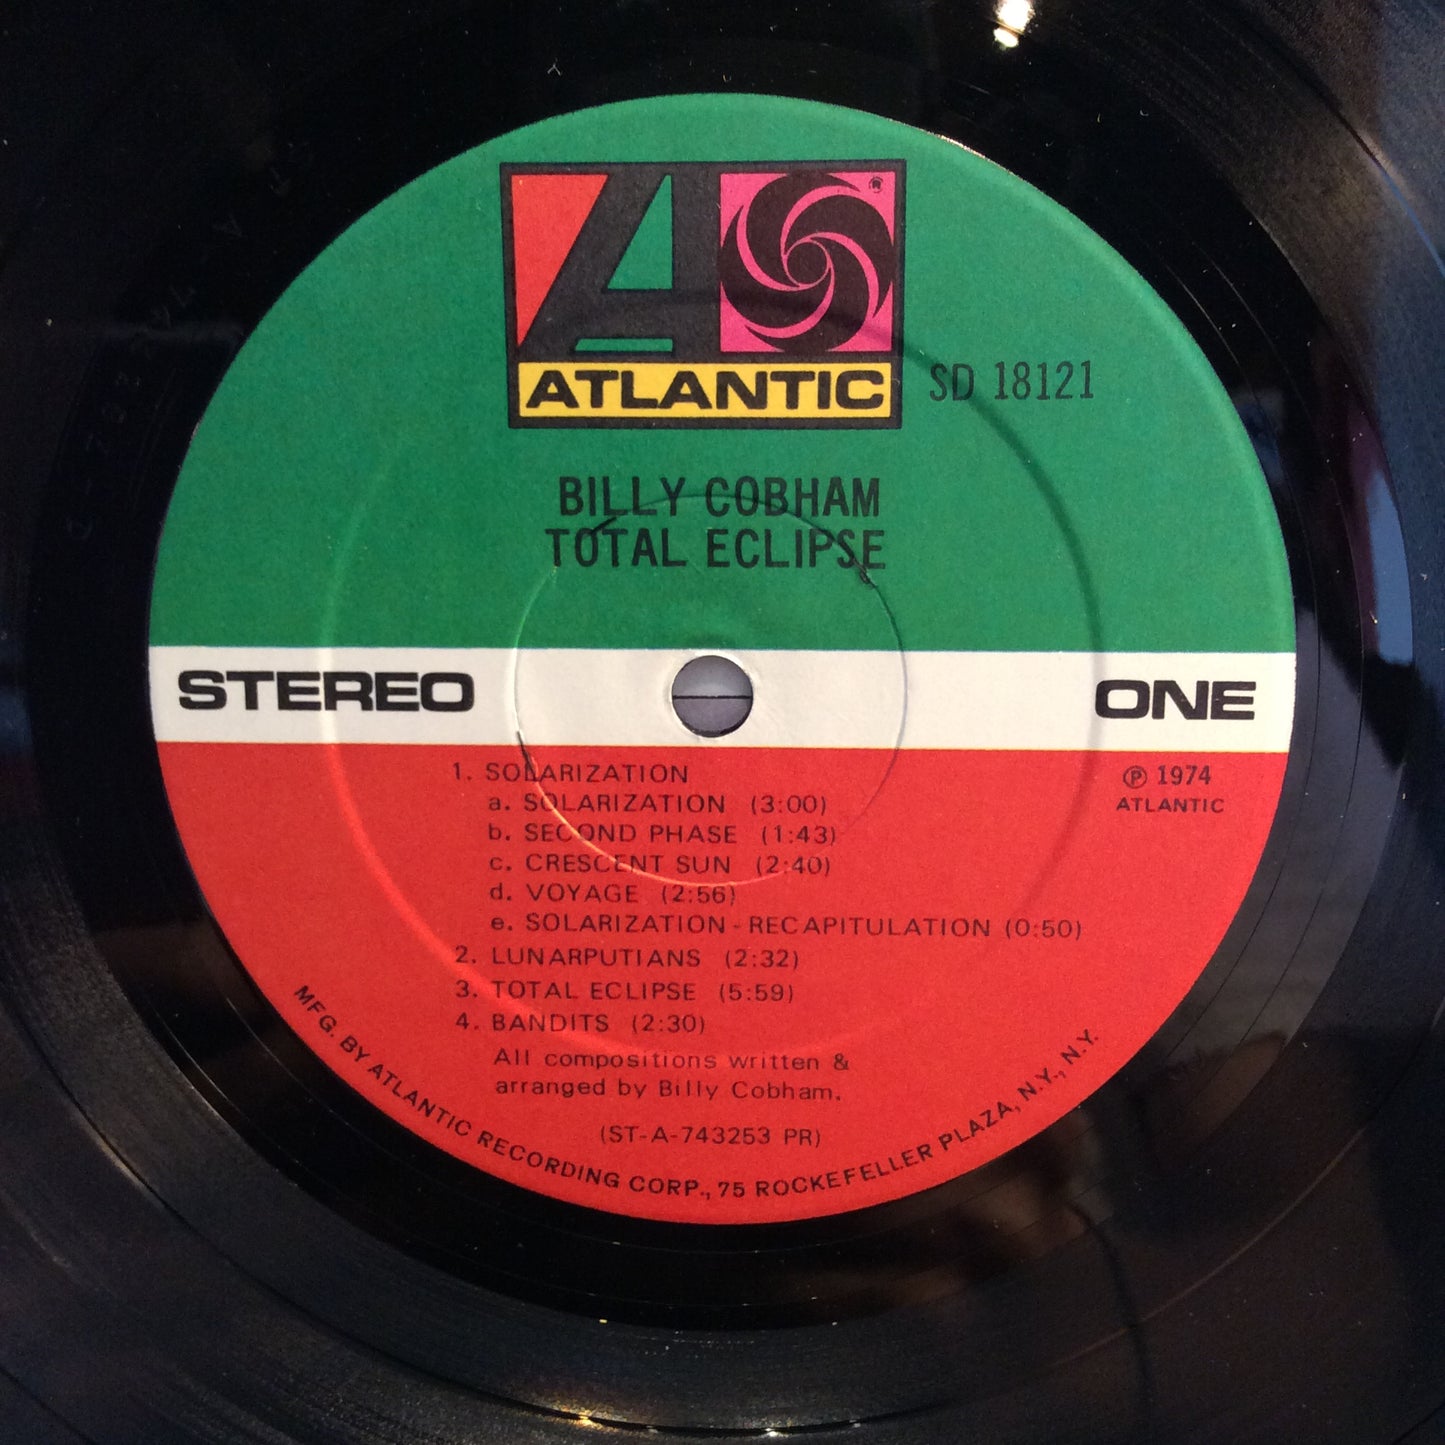 ATLANTIC
SD 18121
BILLY COBHAM
TOTAL ECLIPSE
STEREO
ONE
℗ 1974
ATLANTIC
1. SOLARIZATION
a. SOLARIZATION (3:00)
b. SECOND PHASE (1:43)
c. CRESCENT SUN (2:40)
d. VOYAGE (2:56)
e. SOLARIZATION - RECAPITULATION (0:50)
2. LUNARPUTIANS (2:32)
3. TOTAL ECLIPSE (5:59)
4. BANDITS (2:30)
All compositions written &
arranged by Billy Cobham.
(ST-A-743253 PR)
MFG. BY ATLANTIC RECORDING CORP., 75 ROCKEFELLER PLAZA, N.Y., N.Y.